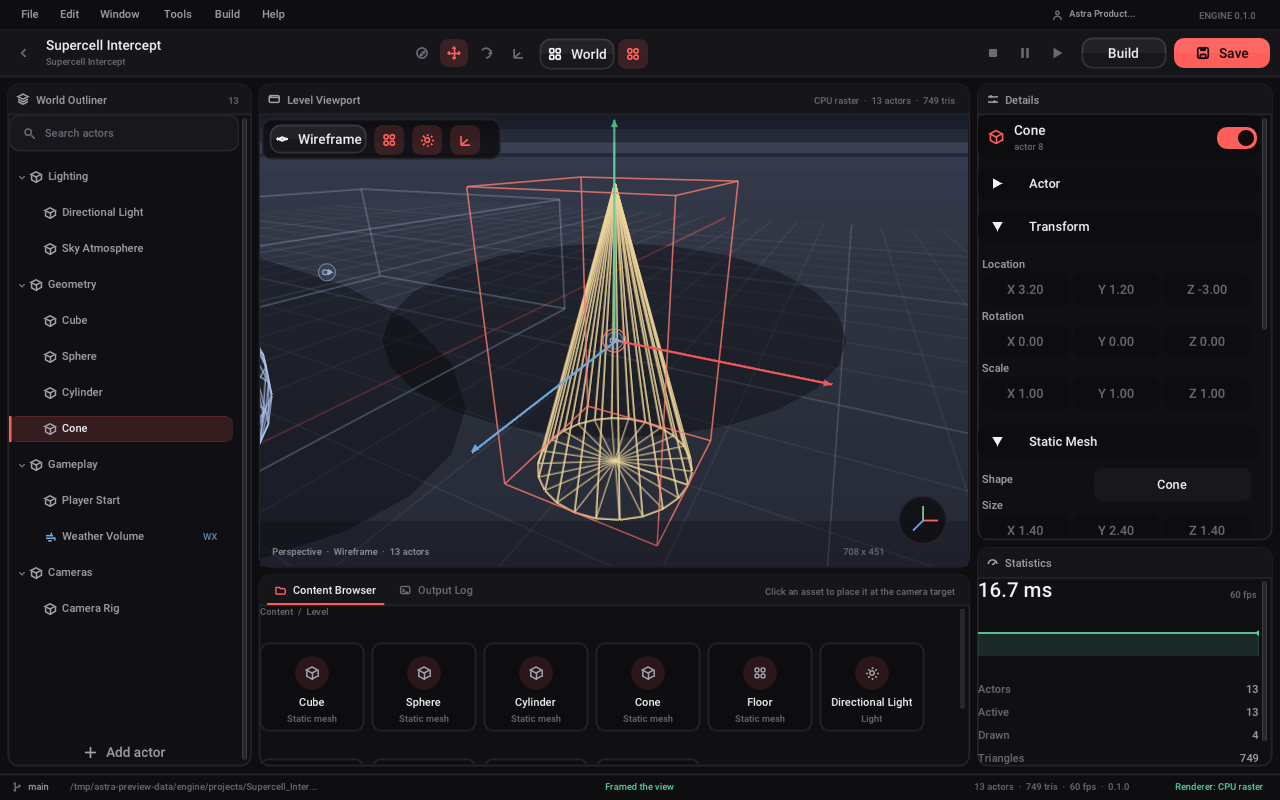 File Edit Window Tools Build Help
Astra Product...
ENGINE 0.1.0
Supercell Intercept
Supercell Intercept
World
Build
Save
World Outliner 13
Search actors
Lighting
Directional Light
Sky Atmosphere
Geometry
Cube
Sphere
Cylinder
Cone
Gameplay
Player Start
Weather Volume WX
Cameras
Camera Rig
Add actor
Level Viewport
CPU raster · 13 actors · 749 tris
Wireframe
Perspective · Wireframe · 13 actors
708 x 451
Content Browser
Output Log
Click an asset to place it at the camera target
Content / Level
Cube
Static mesh
Sphere
Static mesh
Cylinder
Static mesh
Cone
Static mesh
Floor
Static mesh
Directional Light
Light
Details
Cone
actor 8
Actor
Transform
Location
X 3.20 Y 1.20 Z -3.00
Rotation
X 0.00 Y 0.00 Z 0.00
Scale
X 1.00 Y 1.00 Z 1.00
Static Mesh
Shape
Cone
Size
X 1.40 Y 2.40 Z 1.40
Statistics
16.7 ms
60 fps
Actors 13
Active 13
Drawn 4
Triangles 749
main
/tmp/astra-preview-data/engine/projects/Supercell_Inter...
Framed the view
13 actors · 749 tris · 60 fps · 0.1.0
Renderer: CPU raster